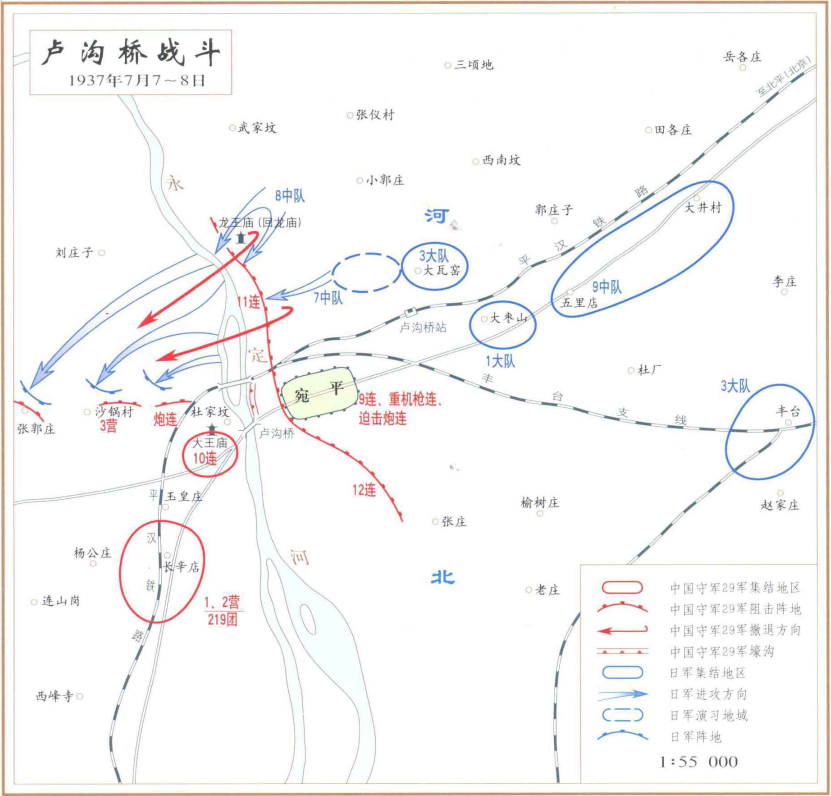 卢沟桥战斗
1937年7月7~8日
三顷地
岳各庄
至北平(北京)
张仪村
武家坟
田各庄
西南坟
小郭庄
永
8中队
龙王庙(回龙庙)
河
郭庄子
平汉铁路
大井村
刘庄子
3大队
大瓦窑
7中队
9中队
李庄
11连
五里店
大枣山
卢沟桥站
1大队
定
杜厂
宛平
丰台支线
3大队
丰台
9连、重机枪连、
迫击炮连
张郭庄
沙锅村
3营
炮连
杜家坟
大王庙
10连
卢沟桥
12连
玉皇庄
张庄
榆树庄
赵家庄
平汉铁路
杨公庄
长辛店
河
北
连山岗
1、2营
219团
老庄
西峰寺
中国守军29军集结地区
中国守军29军阻击阵地
中国守军29军撤退方向
中国守军29军壕沟
日军集结地区
日军进攻方向
日军演习地域
日军阵地
1:55 000